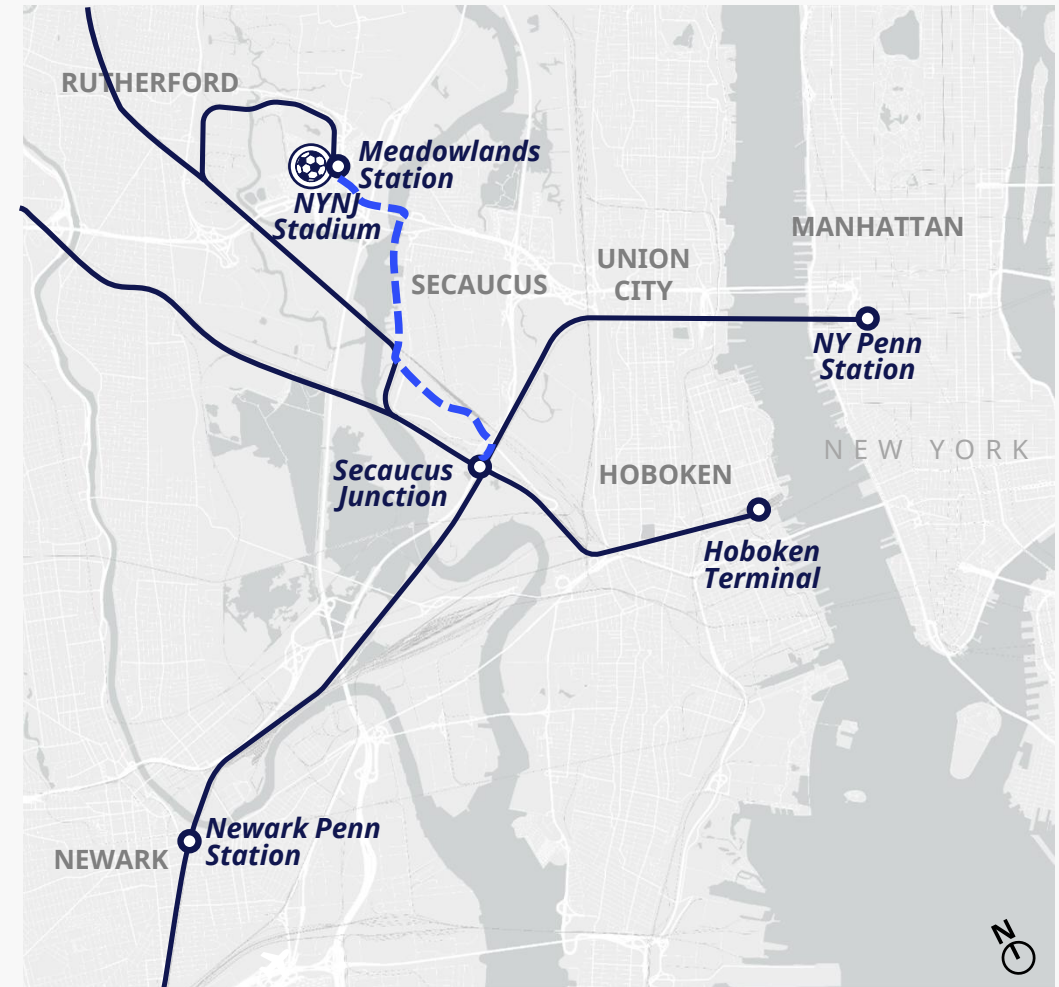 RUTHERFORD
Meadowlands
Station
NYNJ
Stadium
MANHATTAN
UNION
CITY
SECAUCUS
NY Penn
Station
NEW YORK
Secaucus
Junction
HOBOKEN
Hoboken
Terminal
Newark Penn
Station
NEWARK
N